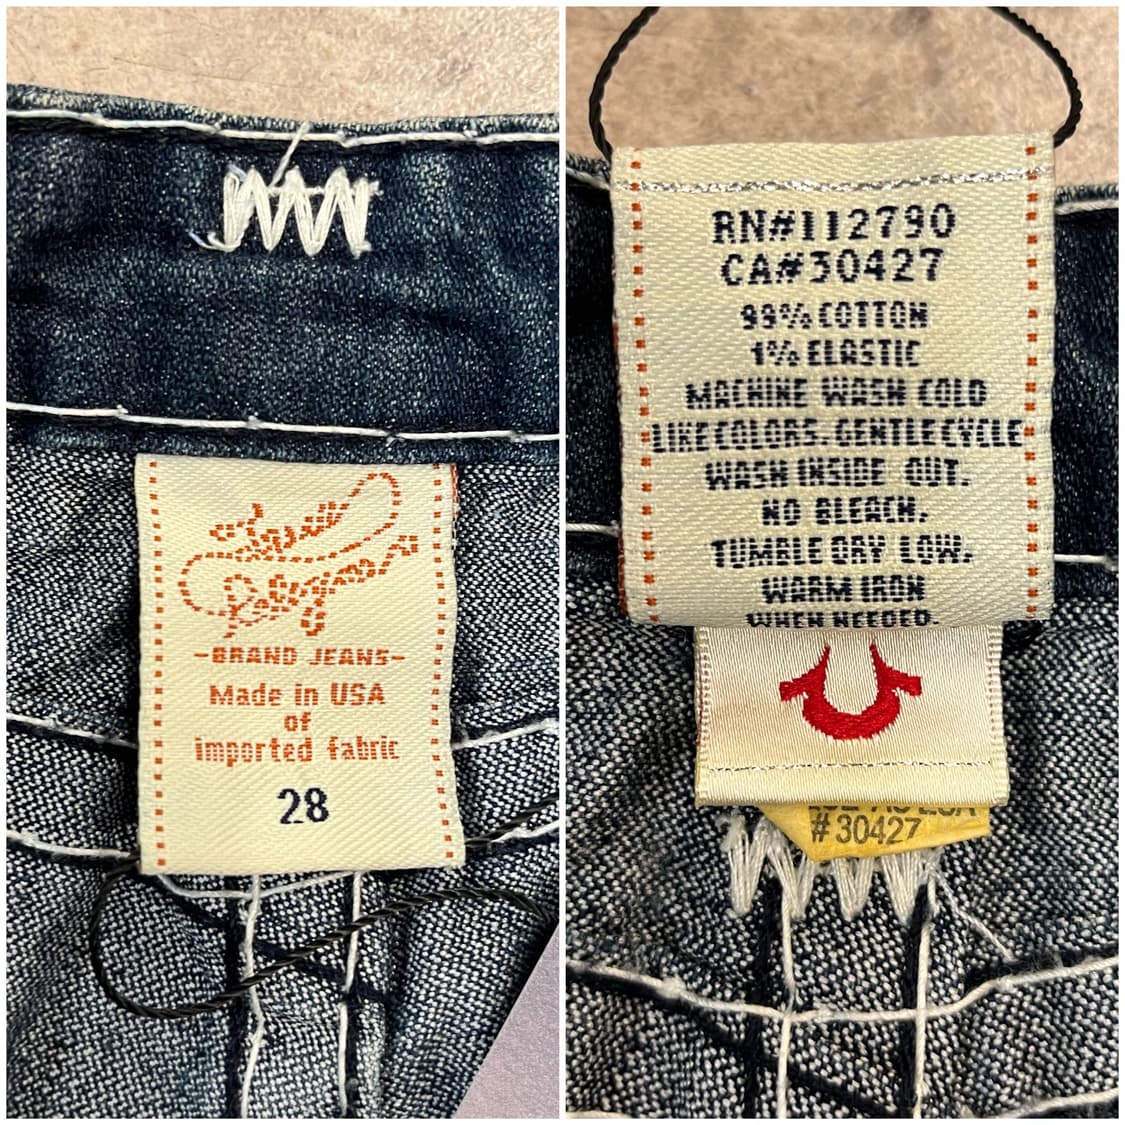 -BRAND JEANS-
Made in USA
of
imported fabric
28
RN#112790
CA#30427
99% COTTON
1% ELASTIC
MACHINE WASH COLD
LIKE COLORS. GENTLE CYCLE
WASH INSIDE OUT.
NO BLEACH.
TUMBLE DRY LOW.
WARM IRON
WHEN NEEDED.
# 30427